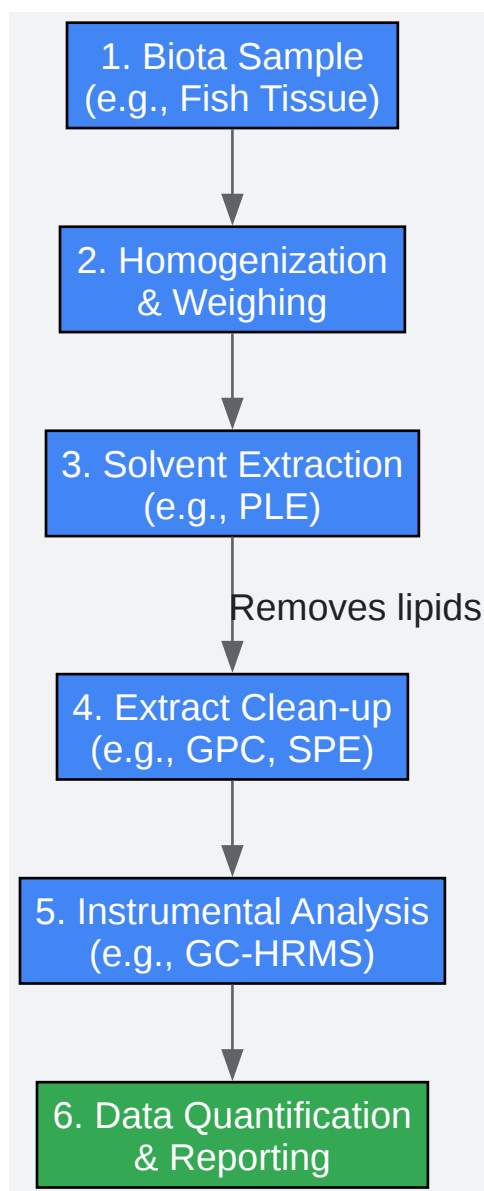 1. Biota Sample
(e.g., Fish Tissue)
2. Homogenization
& Weighing
3. Solvent Extraction
(e.g., PLE)
Removes lipids
4. Extract Clean-up
(e.g., GPC, SPE)
5. Instrumental Analysis
(e.g., GC-HRMS)
6. Data Quantification
& Reporting